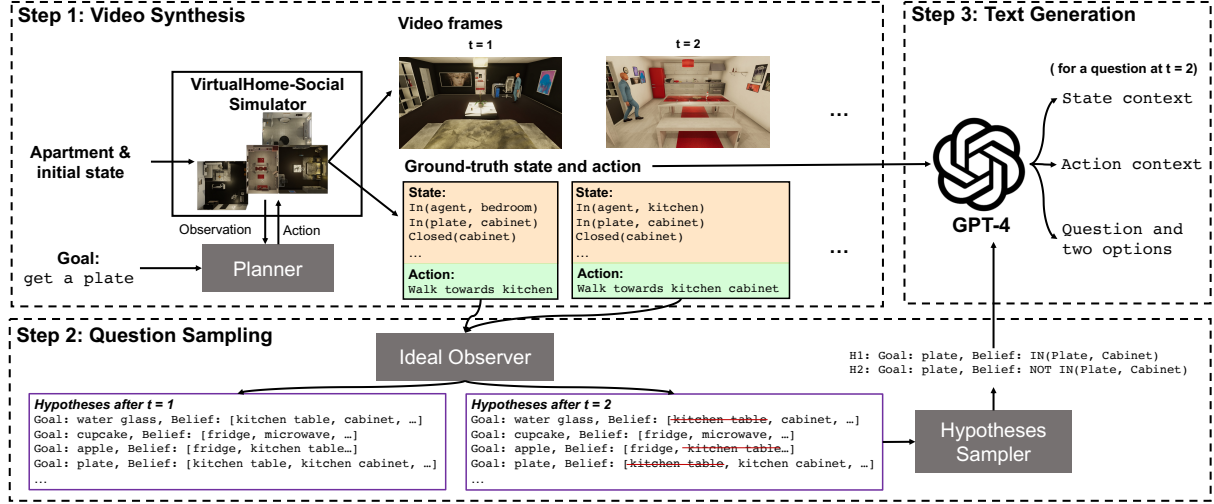 Step 1: Video Synthesis
Video frames
t = 1
t = 2
VirtualHome-Social
Simulator
Apartment &
initial state
...
Ground-truth state and action
State:
In(agent, bedroom)
In(plate, cabinet)
Closed(cabinet)
…
Action:
Walk towards kitchen
State:
In(agent, kitchen)
In(plate, cabinet)
Closed(cabinet)
…
Action:
Walk towards kitchen cabinet
...
Observation
Action
Goal:
get a plate
Planner
Step 3: Text Generation
( for a question at t = 2)
State context
Action context
GPT-4
Question and
two options
Step 2: Question Sampling
Ideal Observer
Hypotheses after t = 1
Goal: water glass, Belief: [kitchen table, cabinet, …]
Goal: cupcake, Belief: [fridge, microwave, …]
Goal: apple, Belief: [fridge, kitchen table…]
Goal: plate, Belief: [kitchen table, kitchen cabinet, …]
…
Hypotheses after t = 2
Goal: water glass, Belief: [kitchen table, cabinet, …]
Goal: cupcake, Belief: [fridge, microwave, …]
Goal: apple, Belief: [fridge, kitchen table…]
Goal: plate, Belief: [kitchen table, kitchen cabinet, …]
…
Hypotheses
Sampler
H1: Goal: plate, Belief: IN(Plate, Cabinet)
H2: Goal: plate, Belief: NOT IN(Plate, Cabinet)